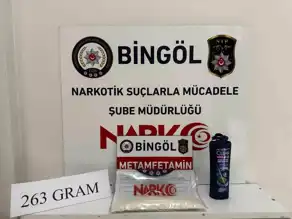 BİNGÖL
NARKOTİK SUÇLARLA MÜCADELE
ŞUBE MÜDÜRLÜĞÜ
NARKO
BİNGÖL
METAMFETAMİN
NARKO
263 GRAM